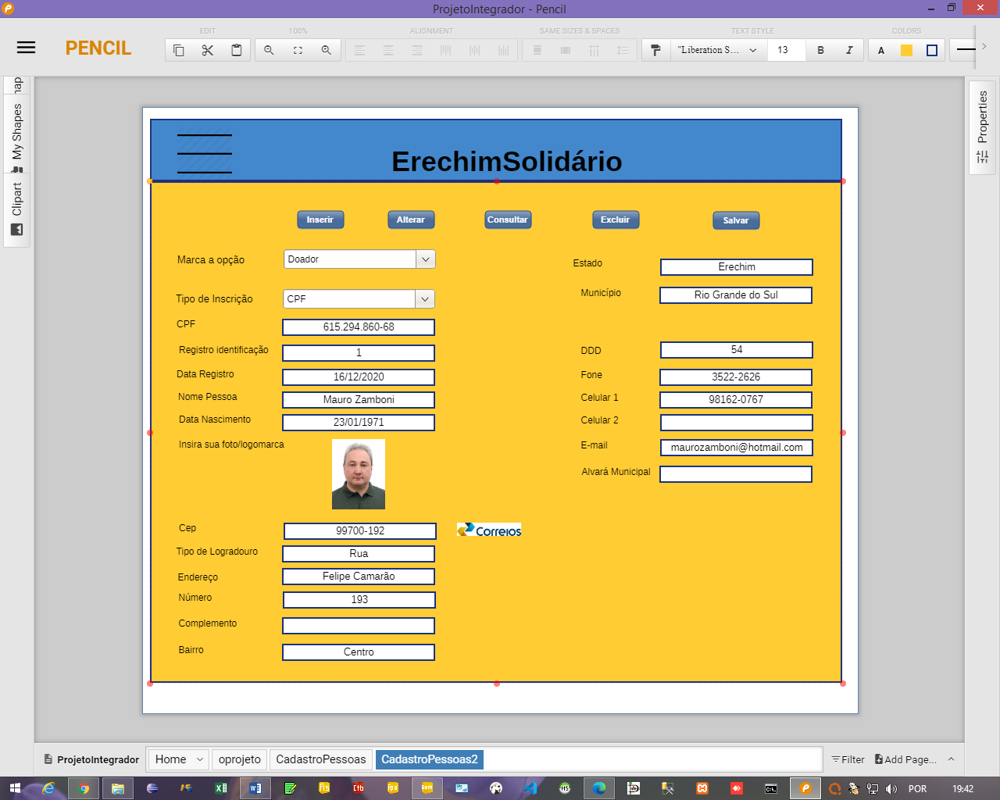 ProjetoIntegrador - Pencil
EDIT
100%
ALIGNMENT
SAME SIZES & SPACES
TEXT STYLE
COLORS
PENCIL
"Liberation S...
13
B
I
A
My Shapes
Clipart
Properties
ErechimSolidário
Inserir
Alterar
Consultar
Excluir
Salvar
Marca a opção
Doador
Estado
Erechim
Município
Rio Grande do Sul
Tipo de Inscrição
CPF
CPF
615.294.860-68
Registro identificação
1
DDD
54
Data Registro
16/12/2020
Fone
3522-2626
Nome Pessoa
Mauro Zamboni
Celular 1
98162-0767
Data Nascimento
23/01/1971
Celular 2
Insira sua foto/logomarca
E-mail
maurozamboni@hotmail.com
Alvará Municipal
Cep
99700-192
Correios
Tipo de Logradouro
Rua
Endereço
Felipe Camarão
Número
193
Complemento
Bairro
Centro
ProjetoIntegrador
Home
oprojeto
CadastroPessoas
CadastroPessoas2
Filter
Add Page...
POR
19:42